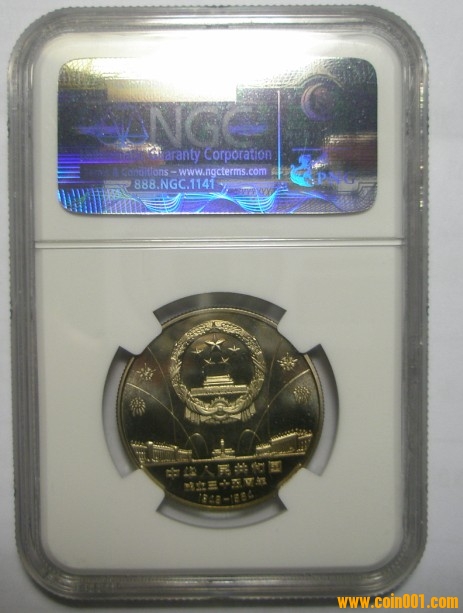 NGC
ranty Corporation
Conditions – www.ngcterms.com
888.NGC.1141
中华人民共和国
成立三十五周年
1949-1984
www.coin001.com